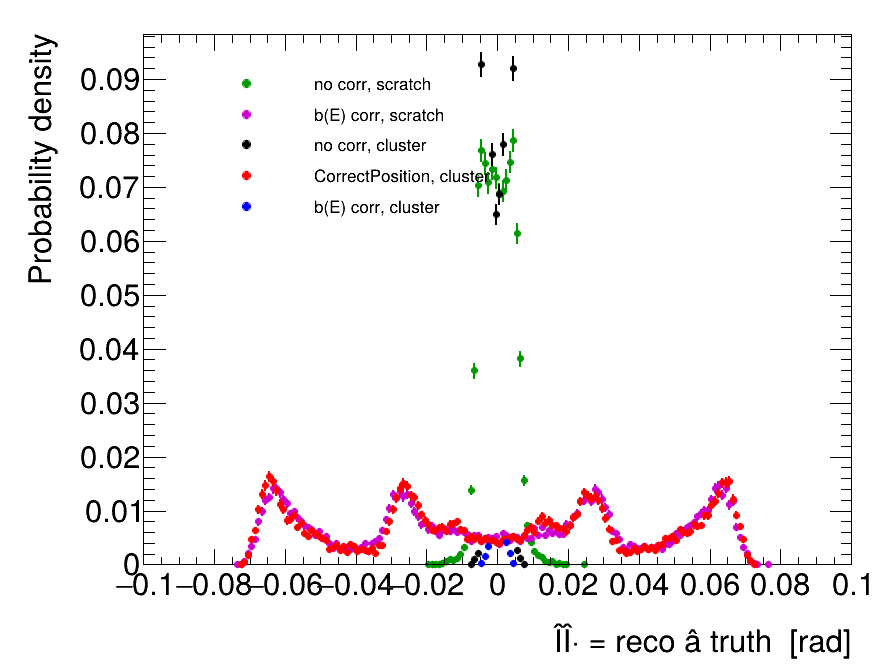 Probability density
0.09
0.08
0.07
0.06
0.05
0.04
0.03
0.02
0.01
0
no corr, scratch
b(E) corr, scratch
no corr, cluster
CorrectPosition, cluster
b(E) corr, cluster
−0.1 −0.08 −0.06 −0.04 −0.02 0 0.02 0.04 0.06 0.08 0.1
ÎÎ· = reco â truth [rad]